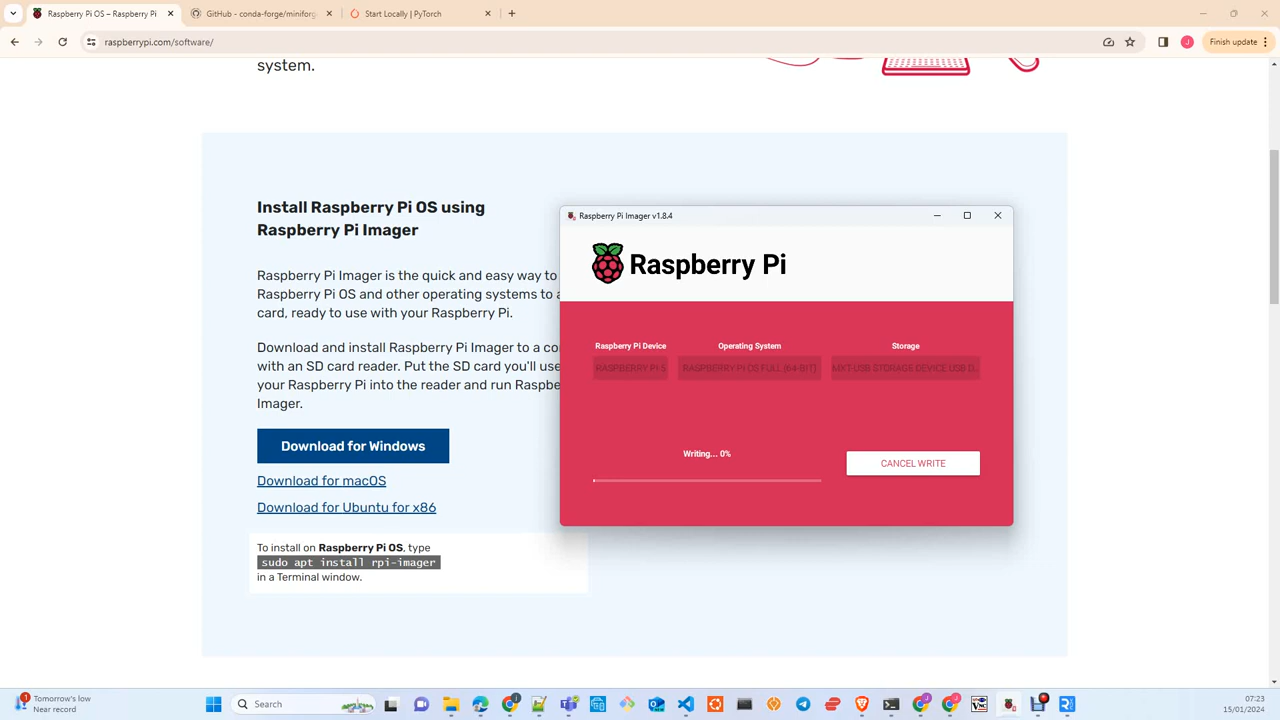 Raspberry Pi OS – Raspberry Pi
GitHub - conda-forge/miniforg
Start Locally | PyTorch
raspberrypi.com/software/
J
Finish update
system.
Install Raspberry Pi OS using
Raspberry Pi Imager
Raspberry Pi Imager is the quick and easy way to
Raspberry Pi OS and other operating systems to a
card, ready to use with your Raspberry Pi.
Download and install Raspberry Pi Imager to a co
with an SD card reader. Put the SD card you'll use
your Raspberry Pi into the reader and run Raspbe
Imager.
Download for Windows
Download for macOS
Download for Ubuntu for x86
To install on Raspberry Pi OS, type
sudo apt install rpi-imager
in a Terminal window.
Raspberry Pi Imager v1.8.4
Raspberry Pi
Raspberry Pi Device
Operating System
Storage
RASPBERRY PI 5
RASPBERRY PI OS FULL (64-BIT)
MXT-USB STORAGE DEVICE USB D
Writing... 0%
CANCEL WRITE
1
Tomorrow's low
Near record
Search
07:23
15/01/2024